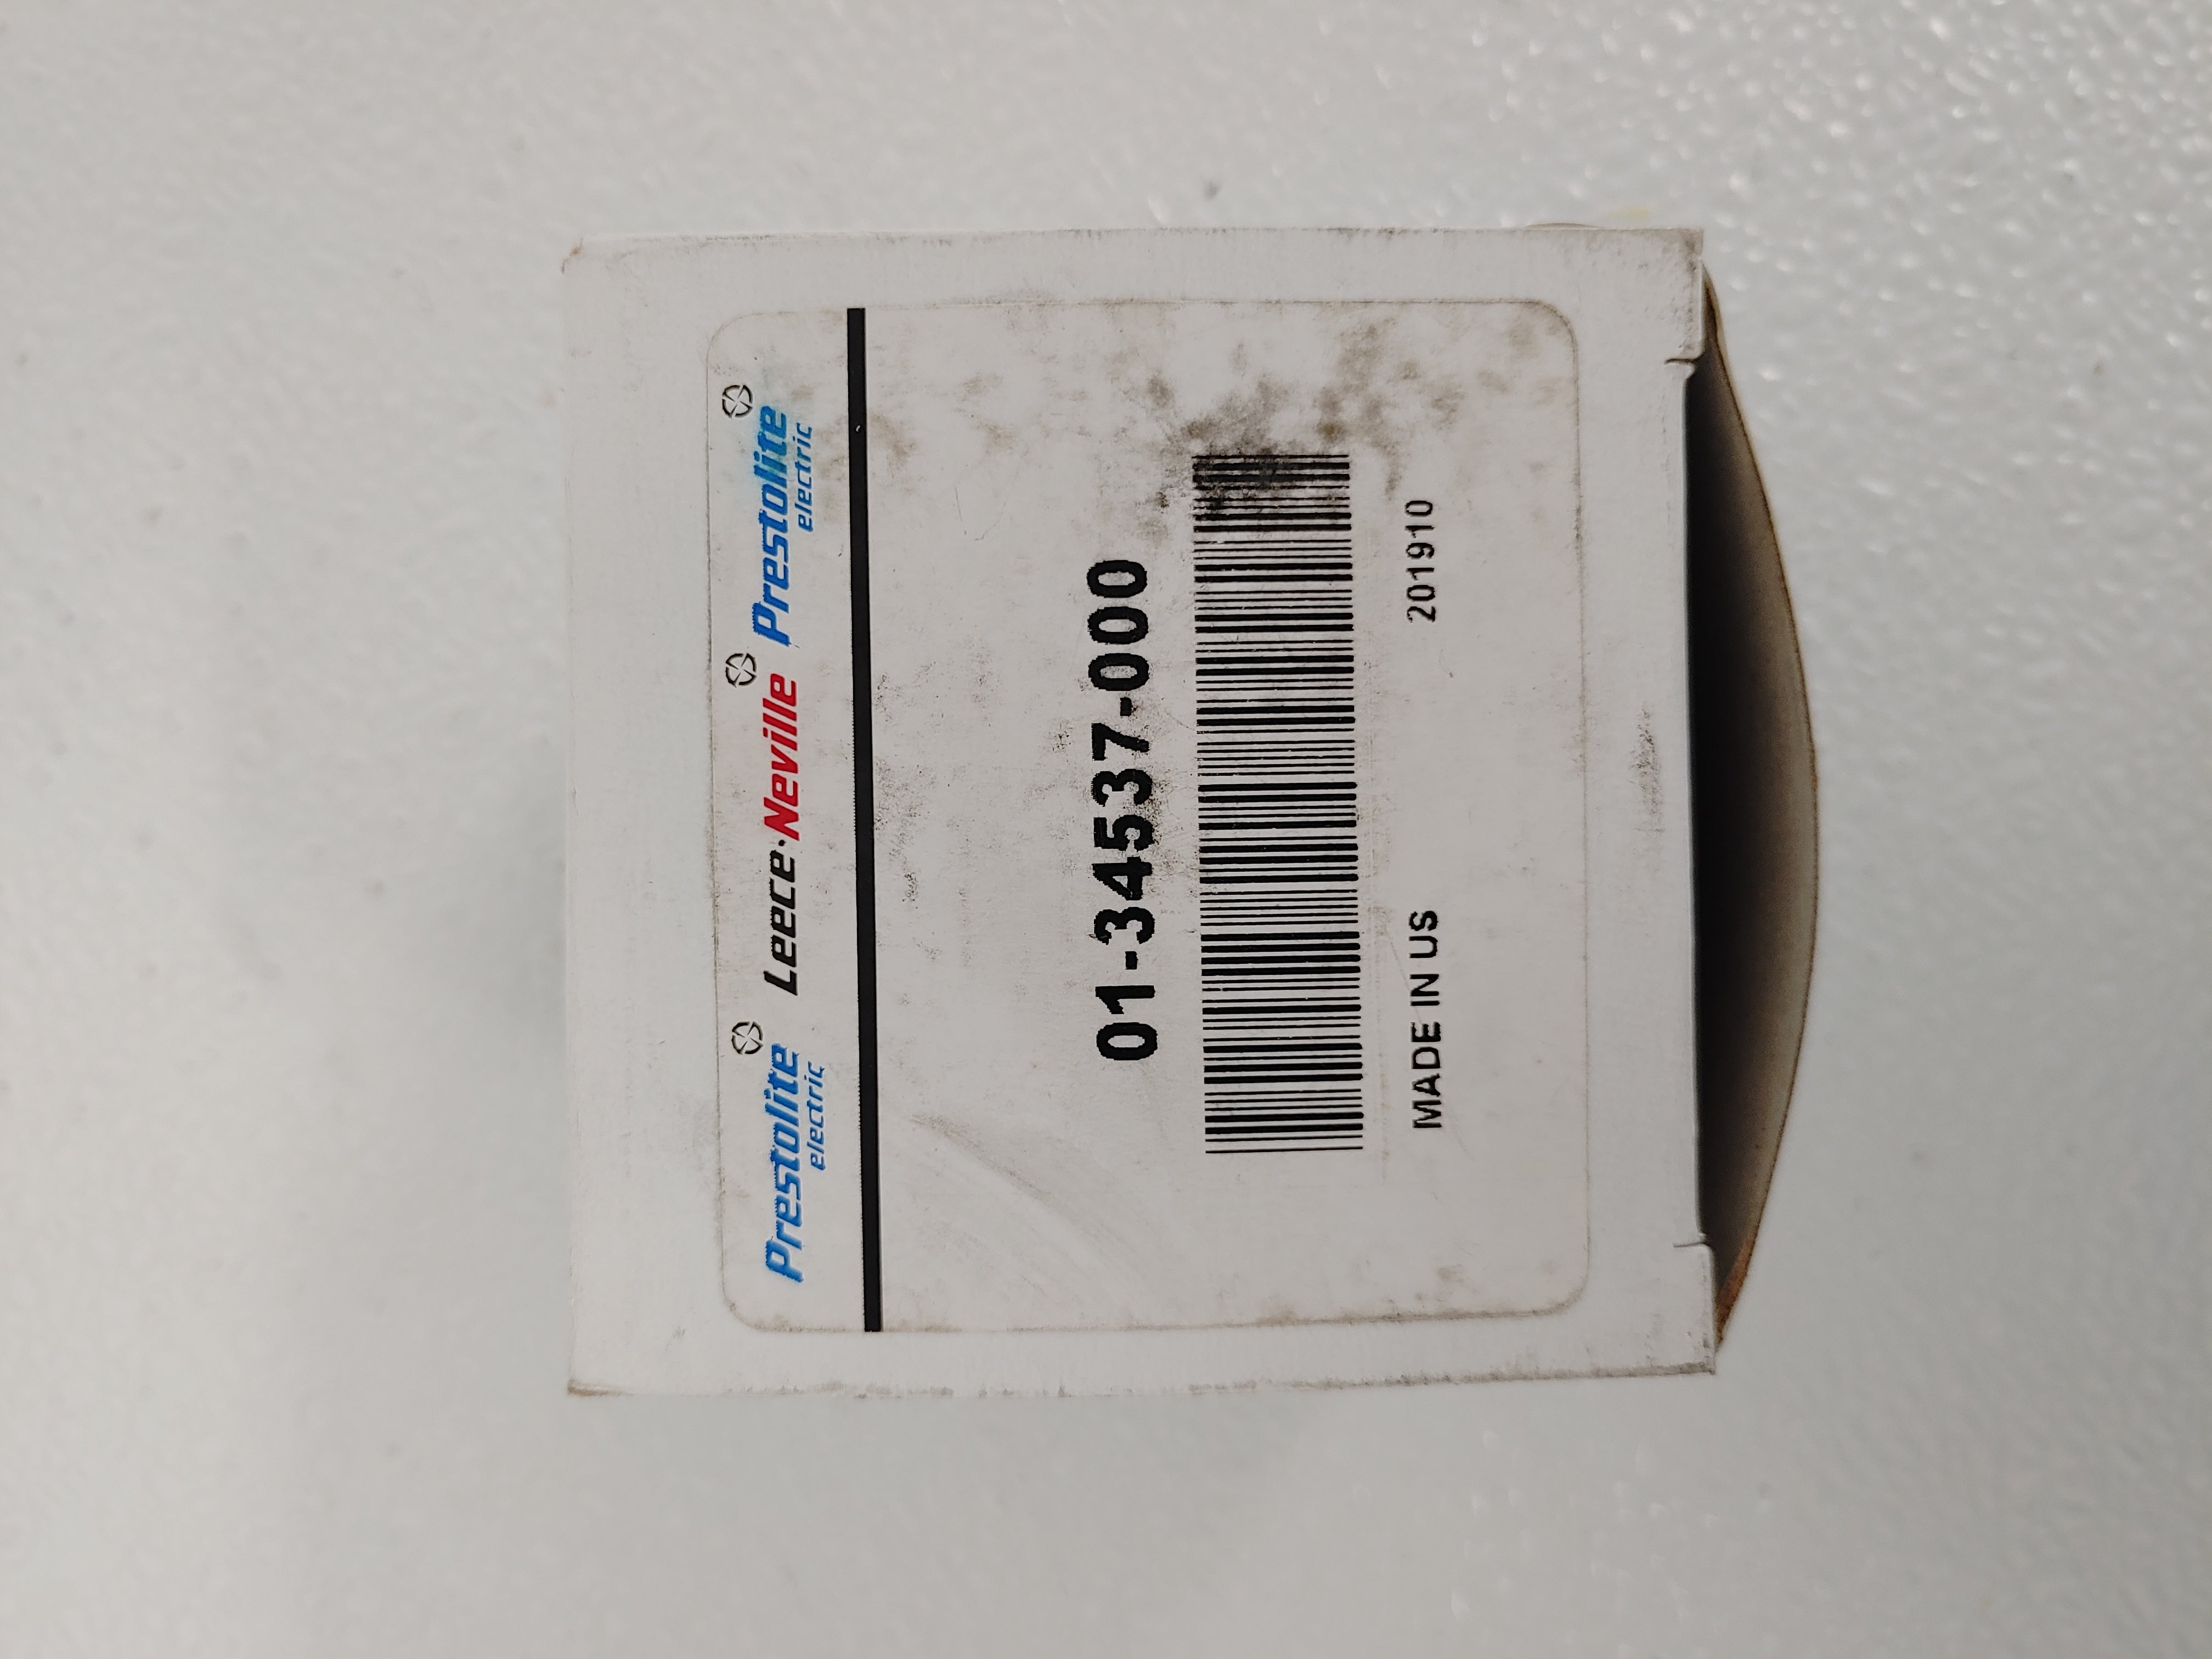 Prestolite Leece-Neville Prestolite
electric electric
01-34537-000
MADE IN US 201910